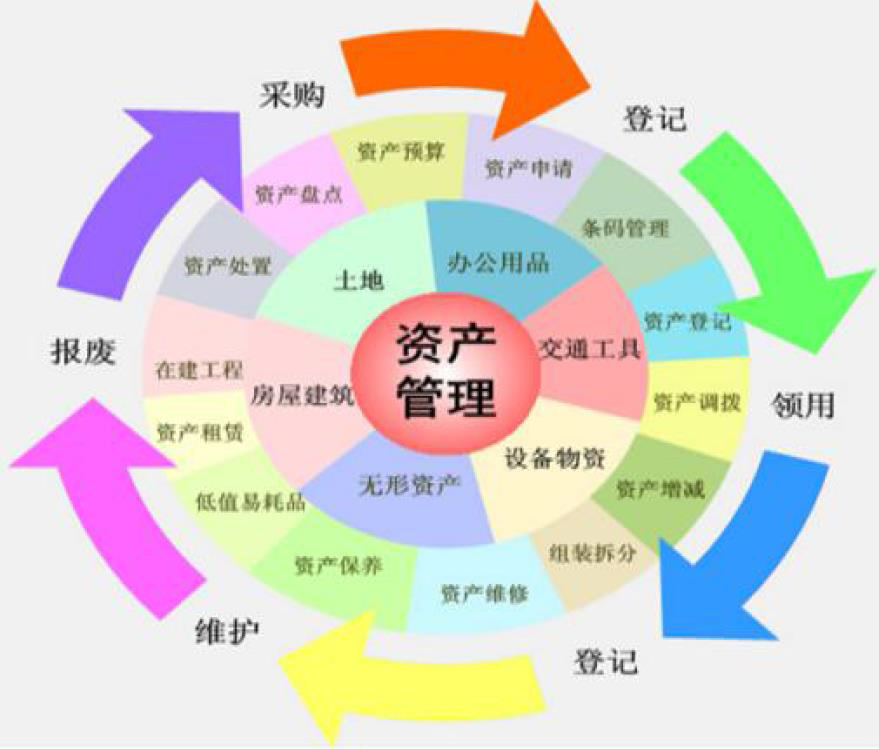 采购
登记
领用
登记
维护
报废
资产预算
资产申请
条码管理
资产登记
资产调拨
资产增减
组装拆分
资产维修
资产保养
低值易耗品
资产租赁
在建工程
资产处置
资产盘点
土地
办公用品
交通工具
设备物资
无形资产
房屋建筑
资产
管理